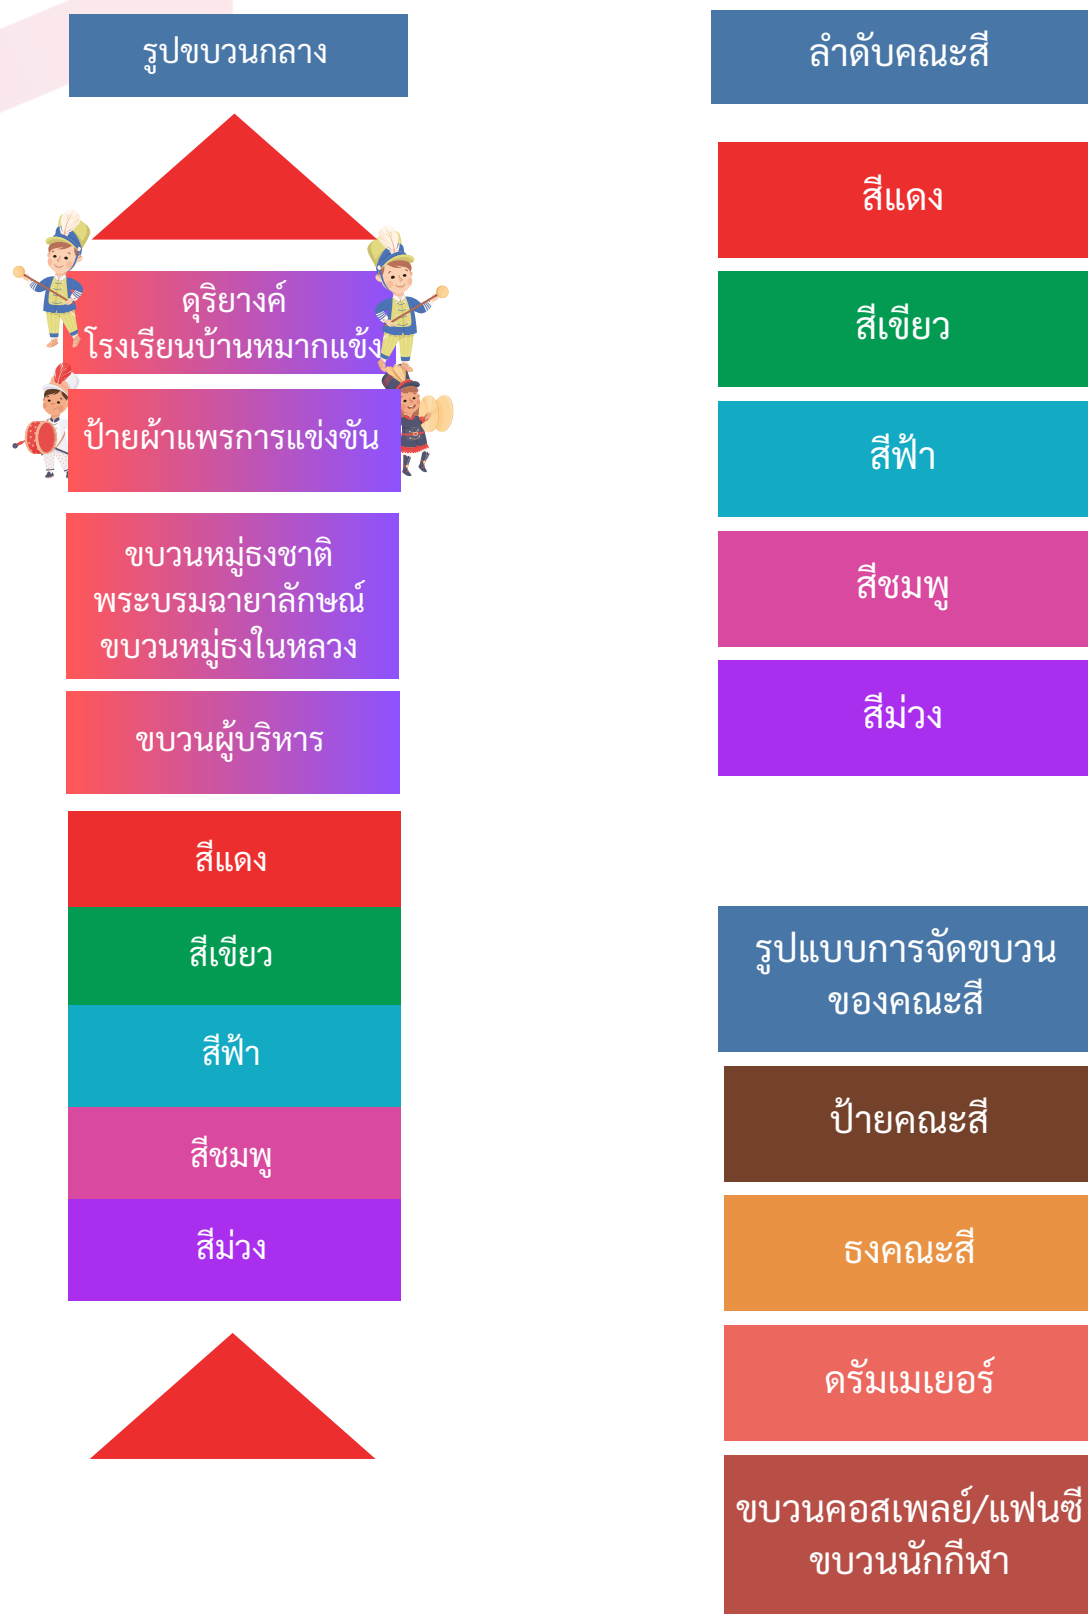 รูปขบวนกลาง
ดุริยางค์
โรงเรียนบ้านหมากแข้ง
ป้ายผ้าแพรการแข่งขัน
ขบวนหมู่ธงชาติ
พระบรมฉายาลักษณ์
ขบวนหมู่ธงในหลวง
ขบวนผู้บริหาร
สีแดง
สีเขียว
สีฟ้า
สีชมพู
สีม่วง
ลำดับคณะสี
สีแดง
สีเขียว
สีฟ้า
สีชมพู
สีม่วง
รูปแบบการจัดขบวน
ของคณะสี
ป้ายคณะสี
ธงคณะสี
ดรัมเมเยอร์
ขบวนคอสเพลย์/แฟนซี
ขบวนนักกีฬา